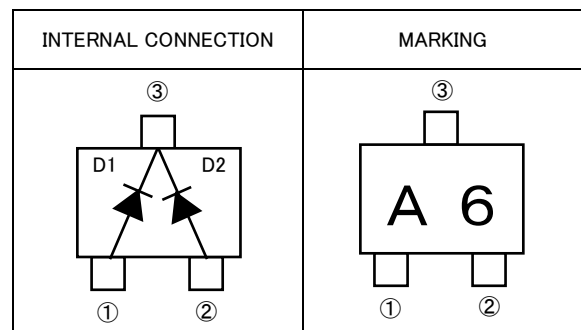 INTERNAL CONNECTION
MARKING
③
D1 D2
① ②
③
A 6
① ②